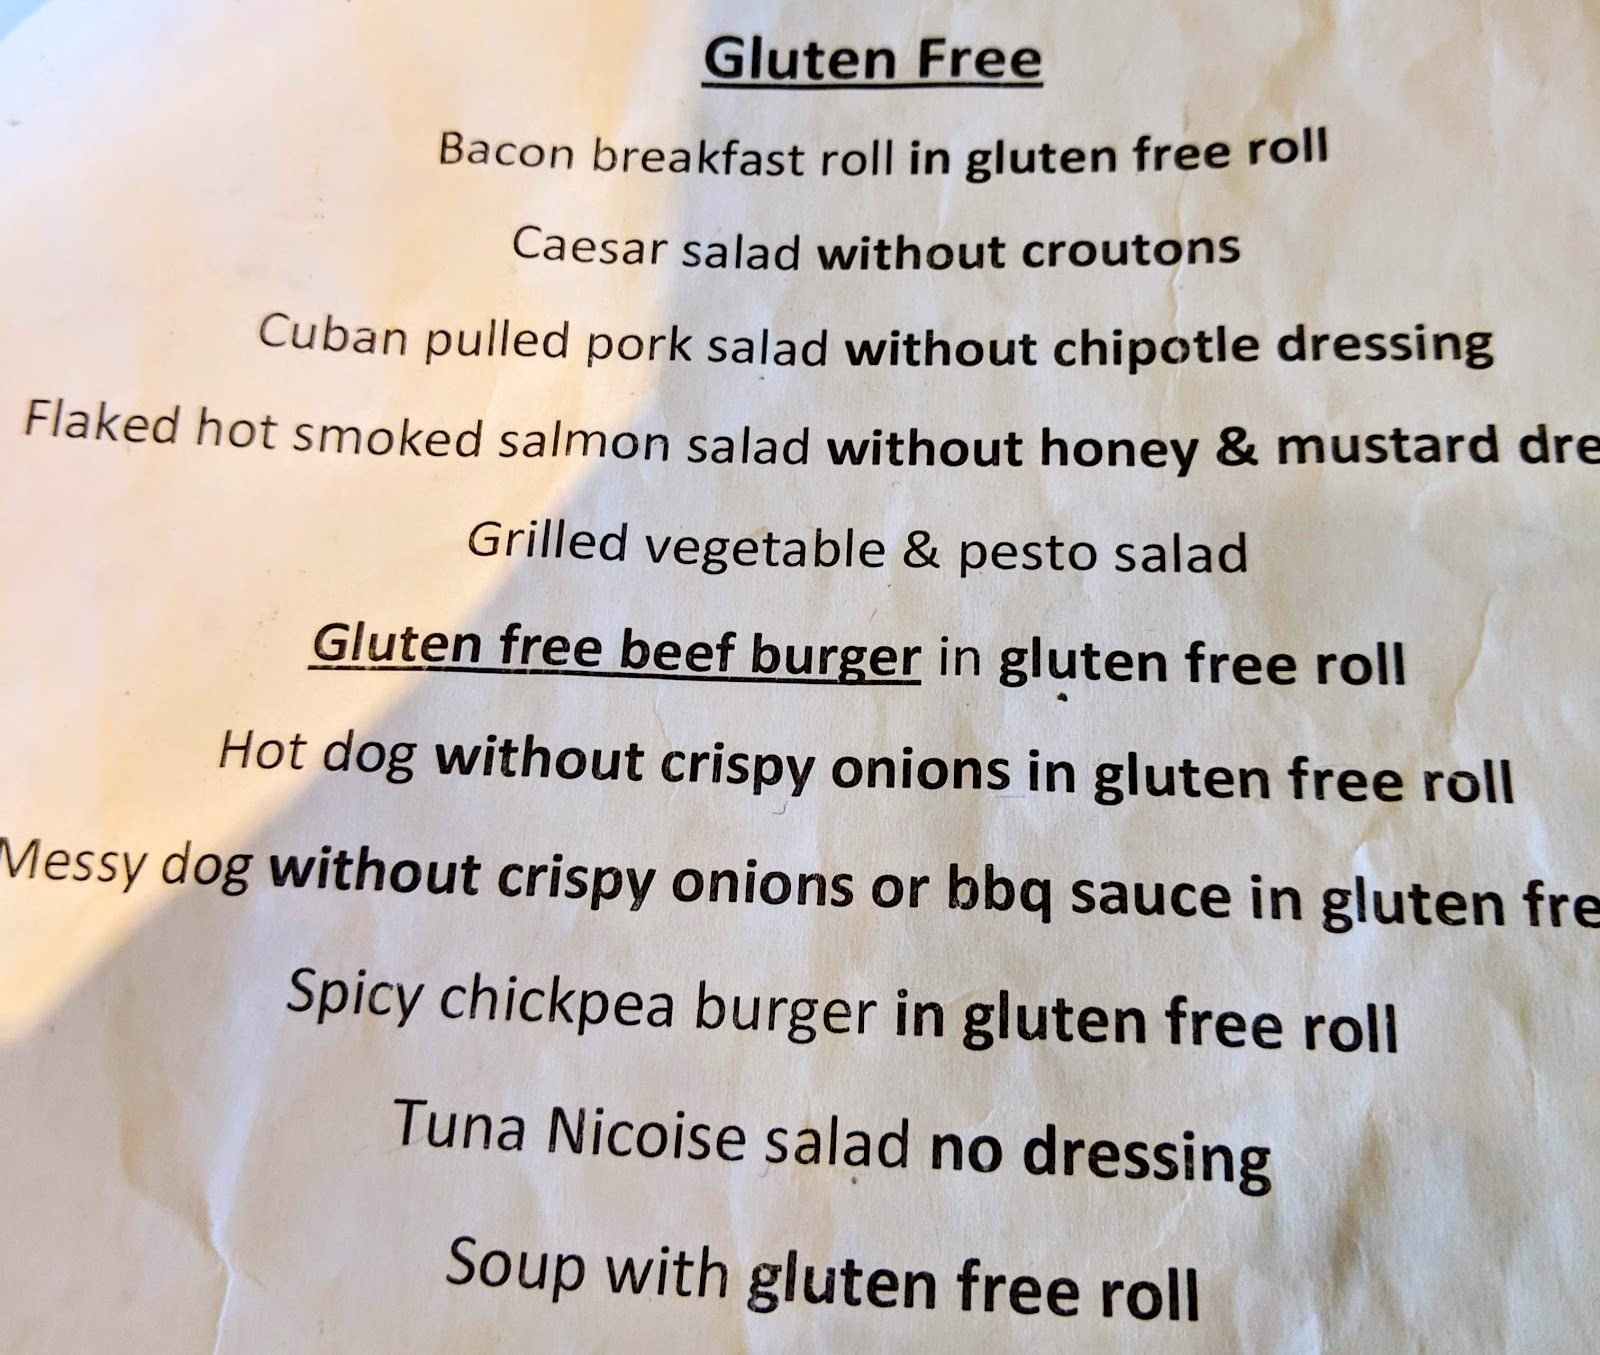 Gluten Free
Bacon breakfast roll in gluten free roll
Caesar salad without croutons
Cuban pulled pork salad without chipotle dressing
Flaked hot smoked salmon salad without honey & mustard dre
Grilled vegetable & pesto salad
Gluten free beef burger in gluten free roll
Hot dog without crispy onions in gluten free roll
Messy dog without crispy onions or bbq sauce in gluten fre
Spicy chickpea burger in gluten free roll
Tuna Nicoise salad no dressing
Soup with gluten free roll